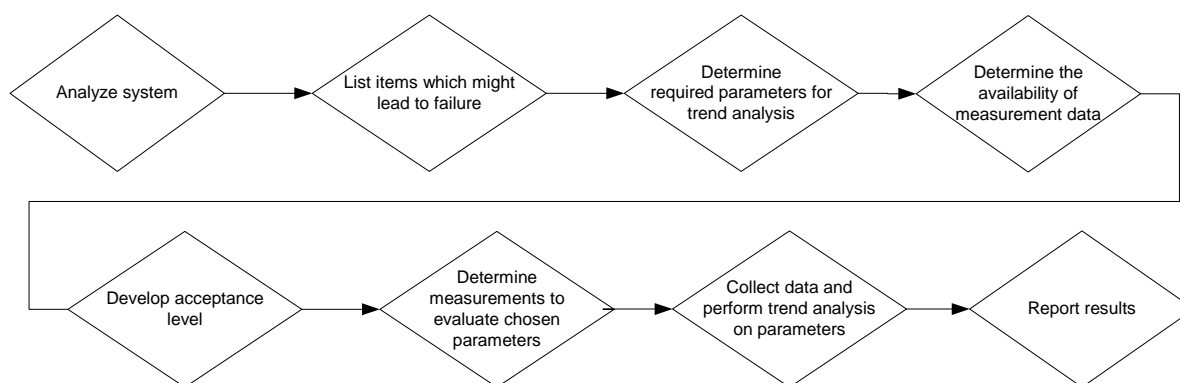 Analyze system
List items which might
lead to failure
Determine
required parameters for
trend analysis
Determine the
availability of
measurement data
Develop acceptance
level
Determine
measurements to
evaluate chosen
parameters
Collect data and
perform trend analysis
on parameters
Report results